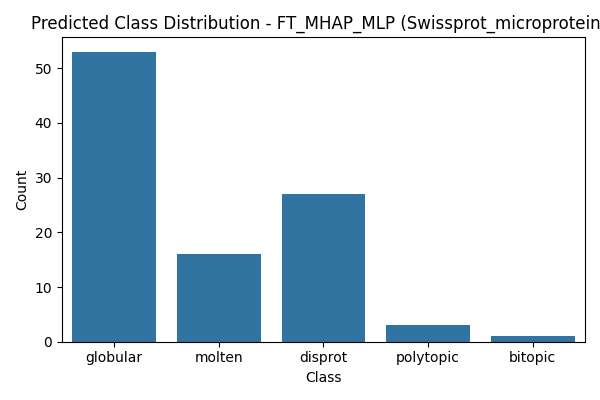 Predicted Class Distribution - FT_MHAP_MLP (Swissprot_microprotein
Count
50
40
30
20
10
0
globular molten disprot polytopic bitopic
Class